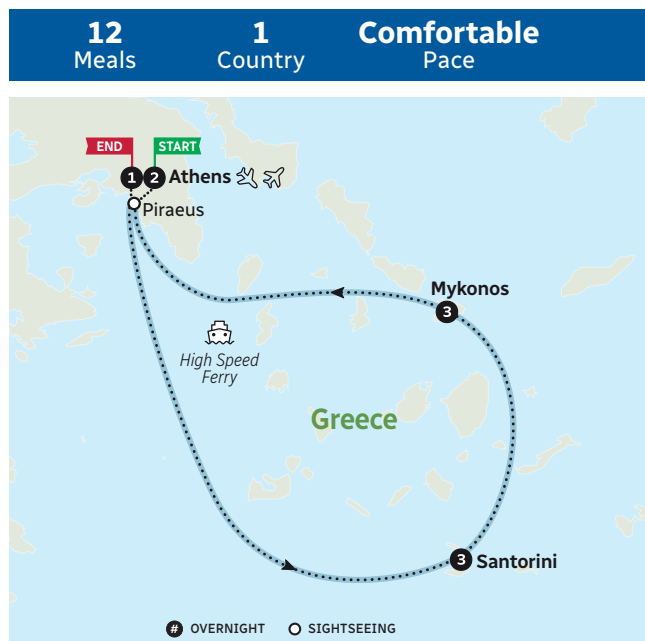 12
Meals
1
Country
Comfortable
Pace
END
START
1
2
Athens
Piraeus
Mykonos
3
High Speed
Ferry
Greece
3
Santorini
# OVERNIGHT
SIGHTSEEING